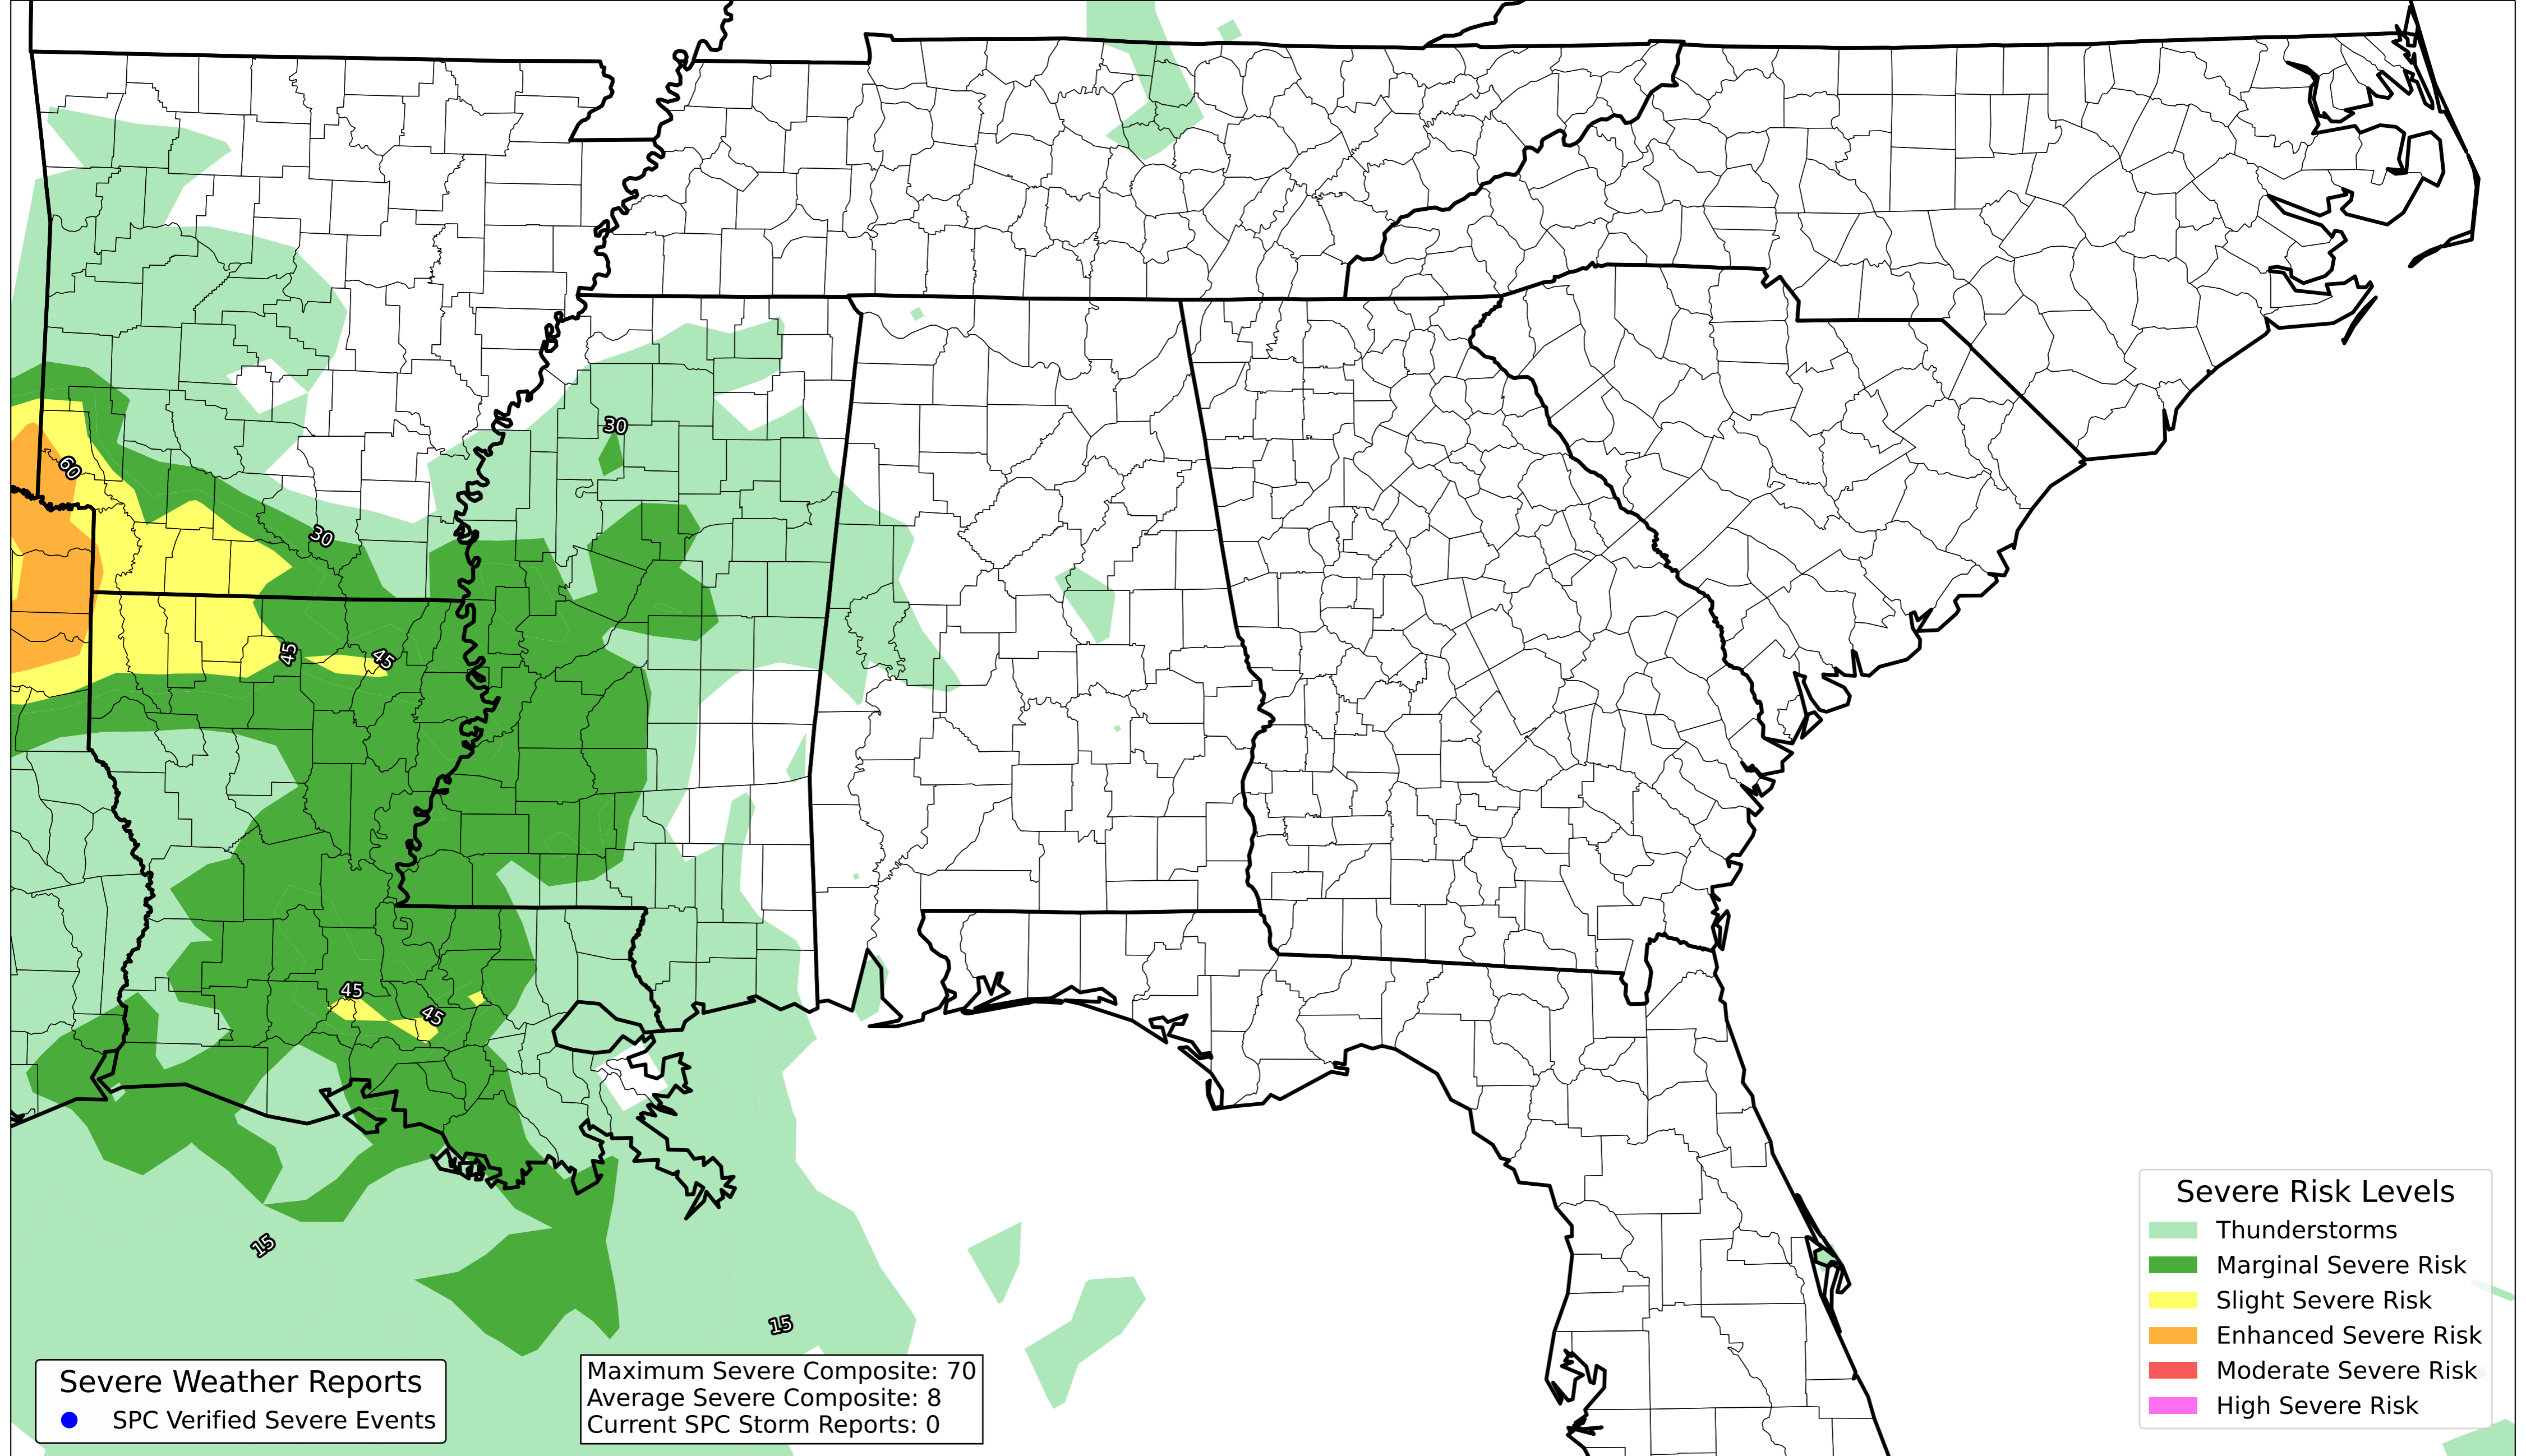 30
60
30
45
45
45
45
15
15
Severe Weather Reports
SPC Verified Severe Events
Maximum Severe Composite: 70
Average Severe Composite: 8
Current SPC Storm Reports: 0
Severe Risk Levels
Thunderstorms
Marginal Severe Risk
Slight Severe Risk
Enhanced Severe Risk
Moderate Severe Risk
High Severe Risk